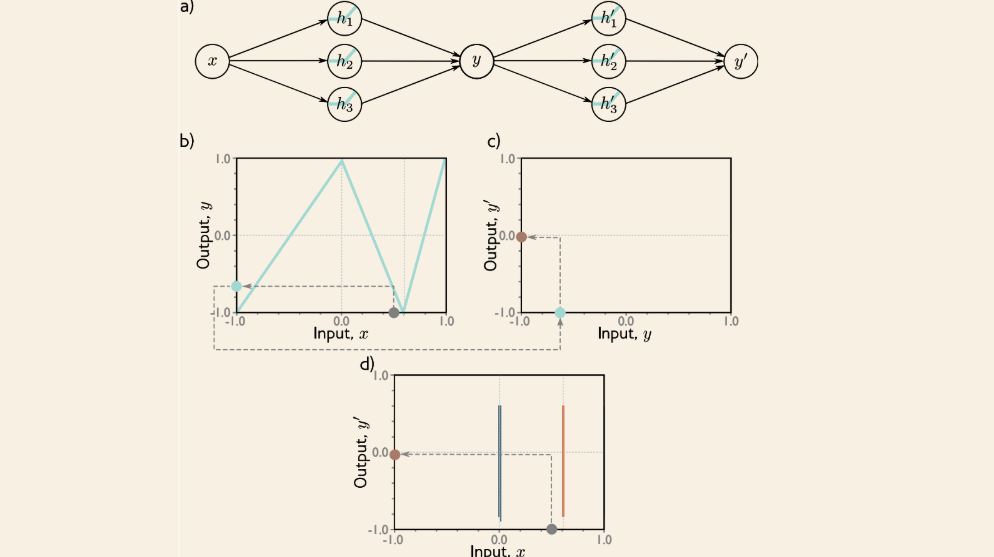 a)
h₁ h′₁
x h₂ y h′₂ y′
h₃ h′₃
b) c)
1.0 1.0
Output, y Output, y′
0.0 0.0
-1.0 -1.0
-1.0 0.0 1.0 -1.0 0.0 1.0
Input, x Input, y
d)
1.0
Output, y′
0.0
-1.0
-1.0 0.0 1.0
Input, x